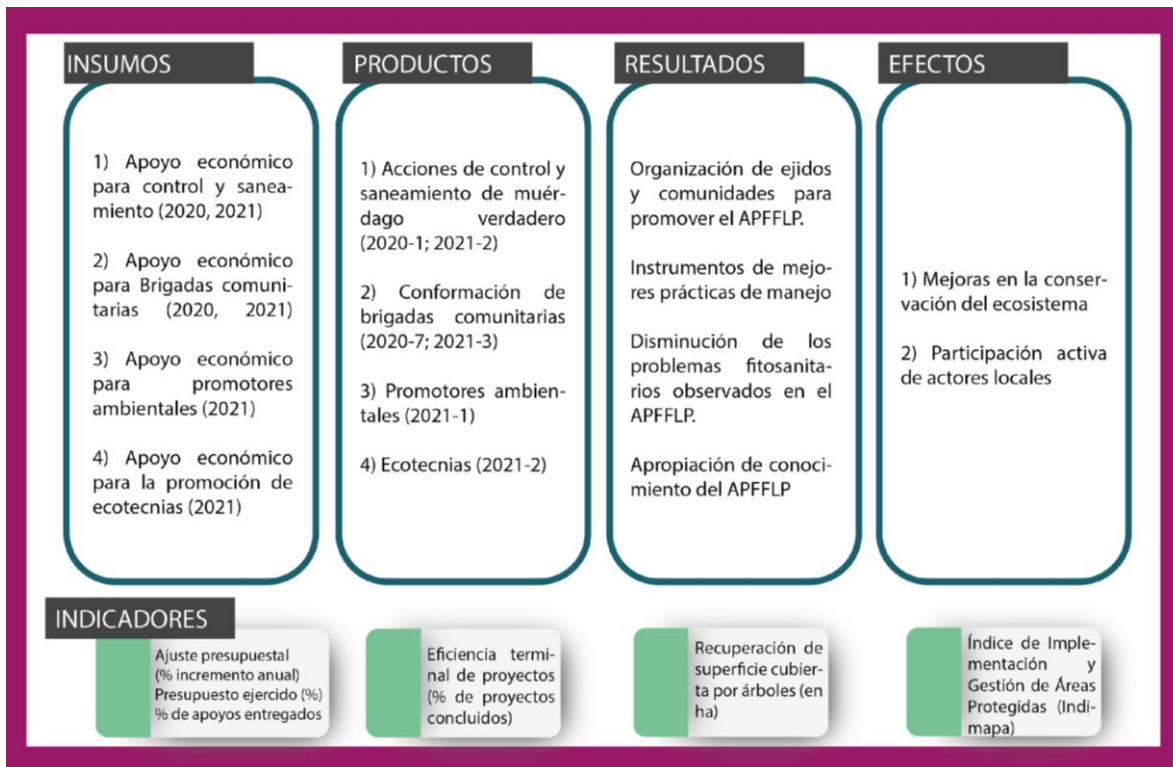 INSUMOS
1) Apoyo económico
para control y sanea-
miento (2020, 2021)
2) Apoyo económico
para Brigadas comuni-
tarias (2020, 2021)
3) Apoyo económico
para promotores
ambientales (2021)
4) Apoyo económico
para la promoción de
ecotecnias (2021)
PRODUCTOS
1) Acciones de control y
saneamiento de muér-
dago verdadero
(2020-1; 2021-2)
2) Conformación de
brigadas comunitarias
(2020-7; 2021-3)
3) Promotores ambien-
tales (2021-1)
4) Ecotecnias (2021-2)
RESULTADOS
Organización de ejidos
y comunidades para
promover el APFFLP.
Instrumentos de mejo-
res prácticas de manejo
Disminución de los
problemas fitosanita-
rios observados en el
APFFLP.
Apropiación de conoci-
miento del APFFLP
EFECTOS
1) Mejoras en la conser-
vación del ecosistema
2) Participación activa
de actores locales
INDICADORES
Ajuste presupuestal
(% incremento anual)
Presupuesto ejercido (%)
% de apoyos entregados
Eficiencia termi-
nal de proyectos
(% de proyectos
concluidos)
Recuperación de
superficie cubier-
ta por árboles (en
ha)
Índice de Imple-
mentación y
Gestión de Áreas
Protegidas (Indi-
mapa)